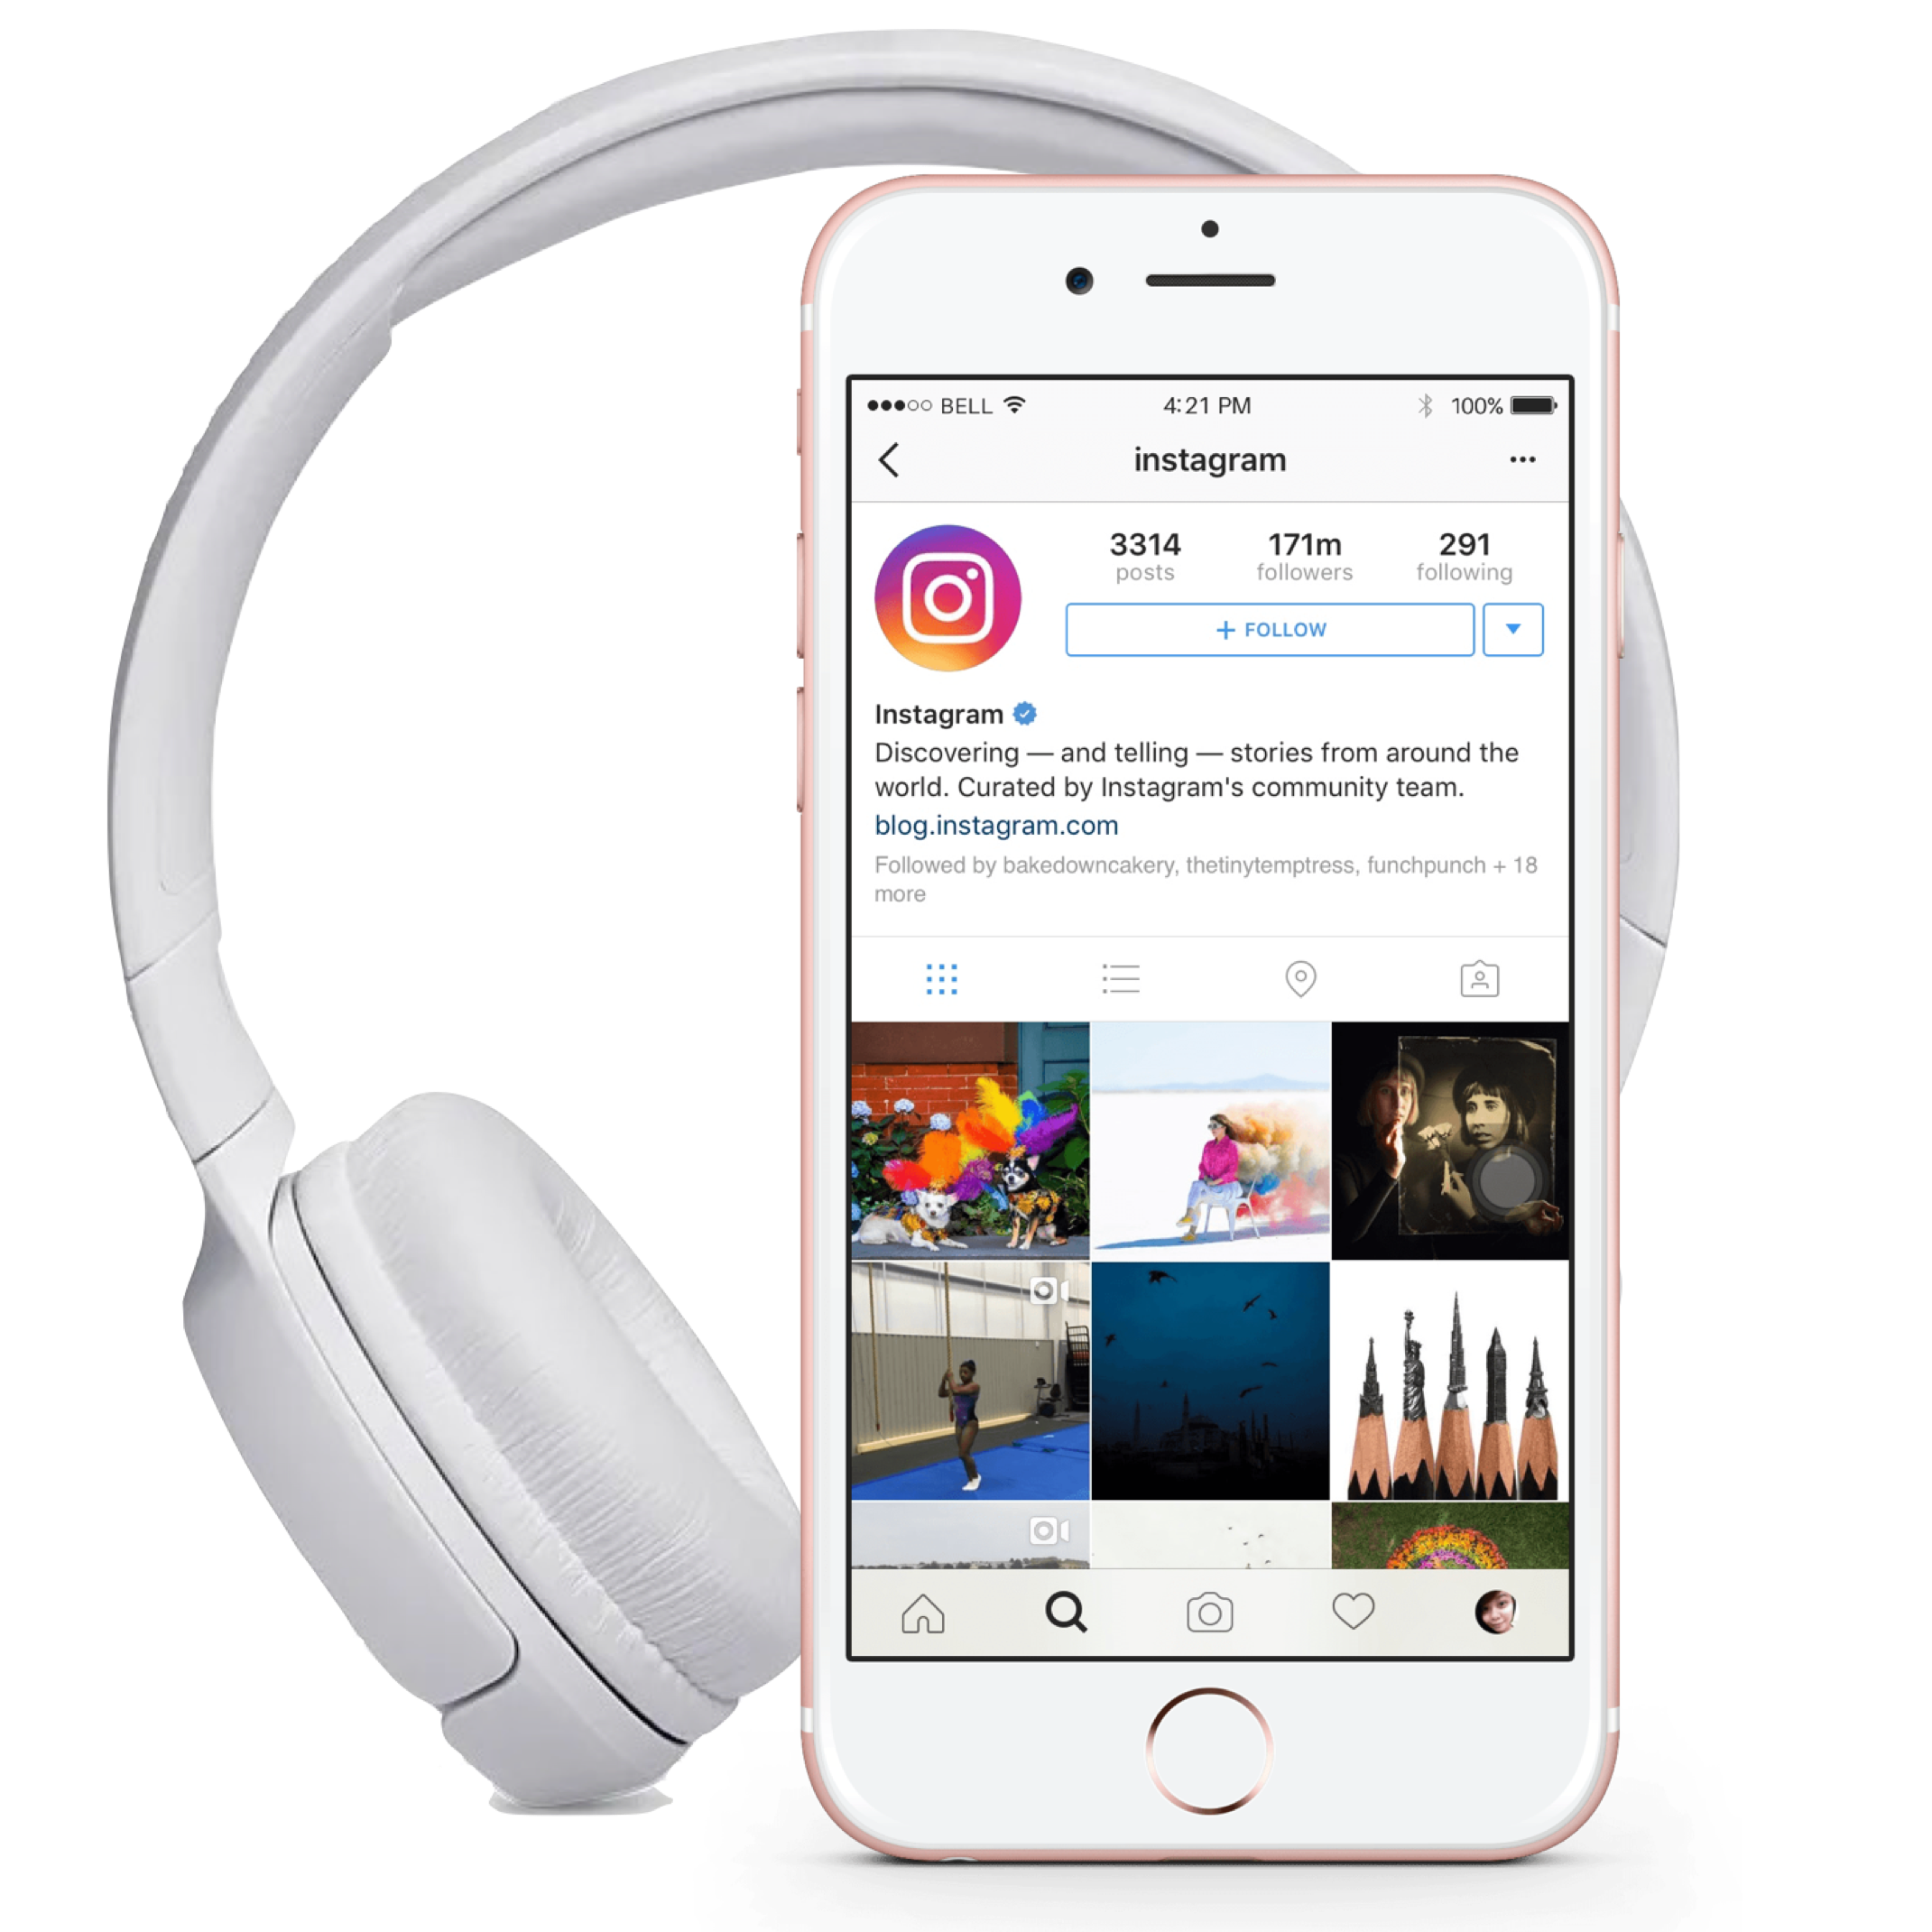 BELL 4:21 PM 100%
instagram
3314 171m 291
posts followers following
+ FOLLOW
Instagram
Discovering — and telling — stories from around the
world. Curated by Instagram's community team.
blog.instagram.com
Followed by bakedowncakery, thetinytemptress, funchpunch + 18
more